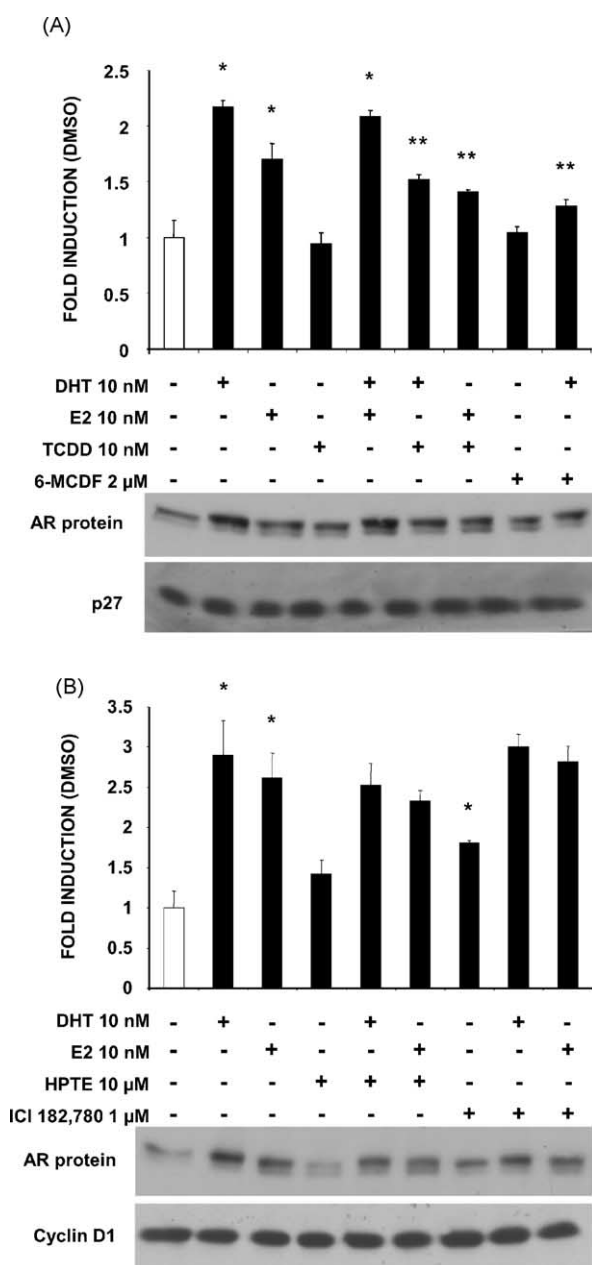 (A)
FOLD INDUCTION (DMSO)
2.5
2
1.5
1
0.5
0
* * * ** ** **
DHT 10 nM - + - - + + - - +
E2 10 nM - - + - + - + - -
TCDD 10 nM - - - + - + + - -
6-MCDF 2 µM - - - - - - - + +
AR protein
p27
(B)
FOLD INDUCTION (DMSO)
3.5
3
2.5
2
1.5
1
0.5
0
* * *
DHT 10 nM - + - - + - - + -
E2 10 nM - - + - - + - - +
HPTE 10 µM - - - + + + - - -
ICI 182,780 1 µM - - - - - - + + +
AR protein
Cyclin D1